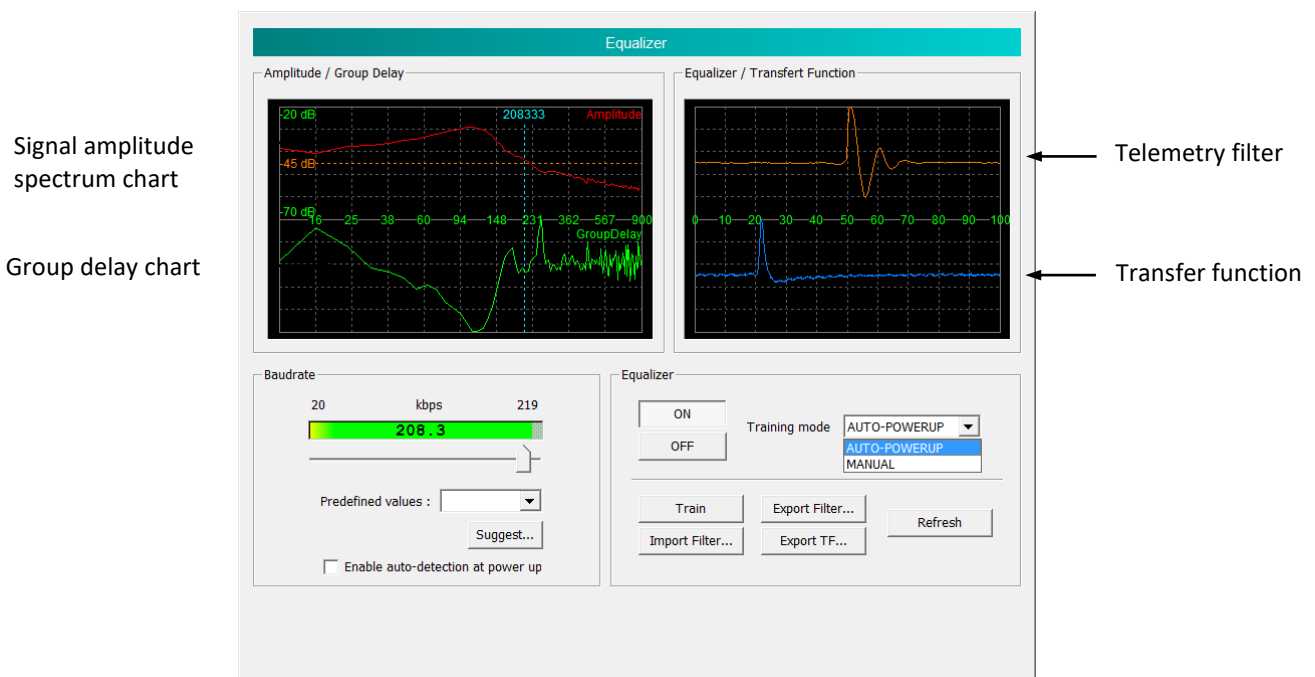 Equalizer
Amplitude / Group Delay
Equalizer / Transfert Function
-20 dB
208333
Amplitude
Signal amplitude
spectrum chart
-45 dB
Telemetry filter
-70 dB
16 25 38 60 94 148 231 362 567 900
GroupDelay
0 10 20 30 40 50 60 70 80 90 100
Group delay chart
Transfer function
Baudrate
20 kbps 219
208.3
Predefined values :
Suggest...
Enable auto-detection at power up
Equalizer
ON
OFF
Training mode
AUTO-POWERUP
AUTO-POWERUP
MANUAL
Train
Export Filter...
Refresh
Import Filter...
Export TF...